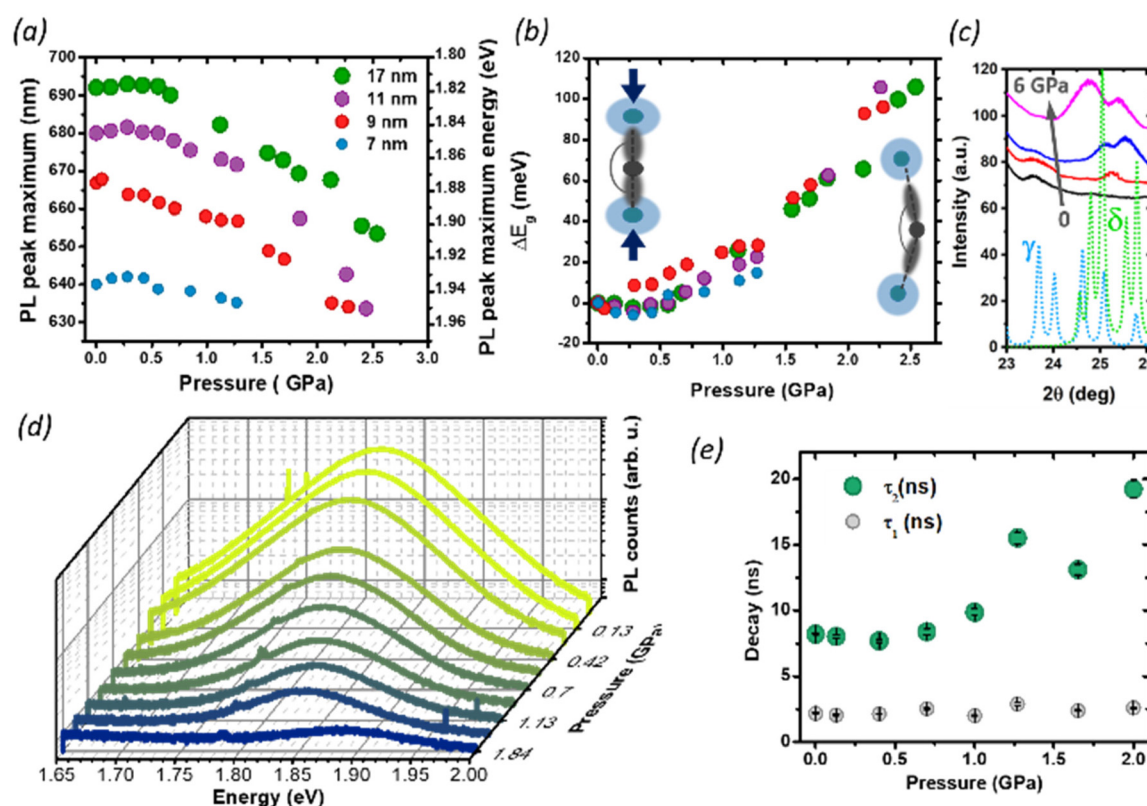 (a)
700
690
680
670
660
650
640
630
PL peak maximum (nm)
0.0 0.5 1.0 1.5 2.0 2.5 3.0
Pressure ( GPa)
17 nm
11 nm
9 nm
7 nm
1.80
1.82
1.84
1.86
1.88
1.90
1.92
1.94
1.96
PL peak maximum energy (eV)
(b)
120
100
80
60
40
20
0
-20
ΔEg (meV)
0.0 0.5 1.0 1.5 2.0 2.5
Pressure (GPa)
(c)
120
100
80
60
40
20
0
Intensity (a.u.)
6 GPa
0
γ
δ
23 24 25 26
2θ (deg)
(d)
PL counts (arb. u.)
0.13
0.42
0.7
1.13
1.84
Pressure (GPa)
1.65 1.70 1.75 1.80 1.85 1.90 1.95 2.00
Energy (eV)
(e)
20
15
10
5
0
Decay (ns)
τ2(ns)
τ1 (ns)
0.0 0.4 0.8 1.2 1.6 2.0
Pressure (GPa)